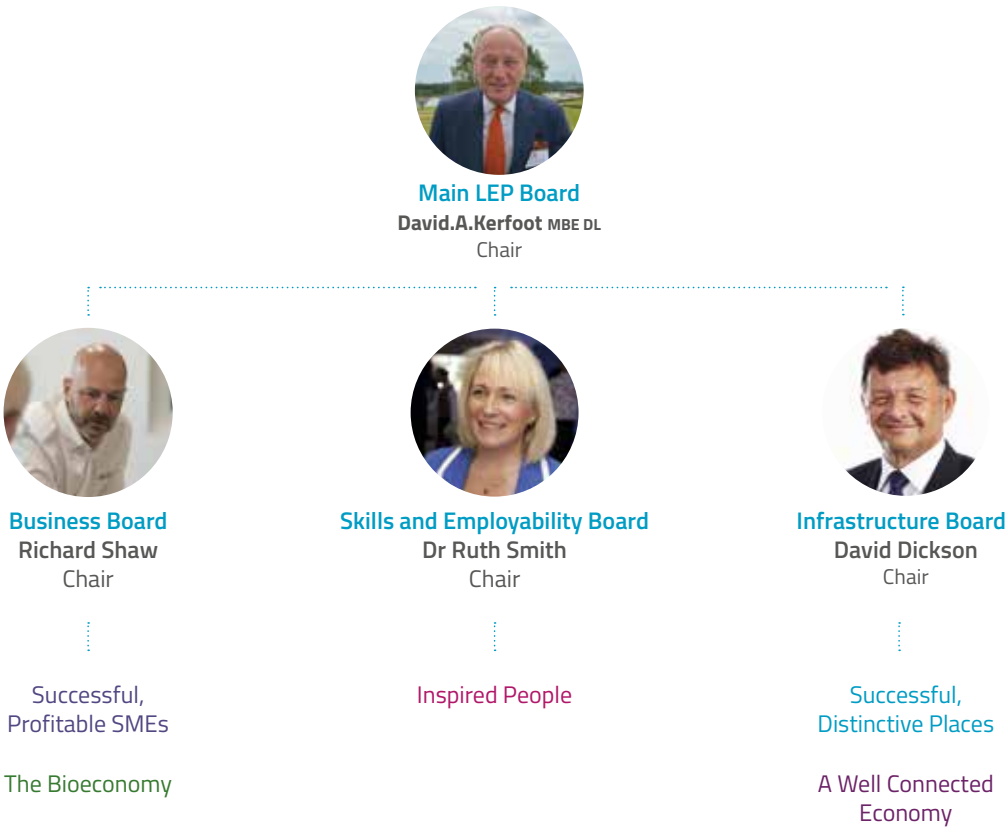 Main LEP Board
David.A.Kerfoot MBE DL
Chair
Business Board
Richard Shaw
Chair
Skills and Employability Board
Dr Ruth Smith
Chair
Infrastructure Board
David Dickson
Chair
Successful,
Profitable SMEs
The Bioeconomy
Inspired People
Successful,
Distinctive Places
A Well Connected
Economy